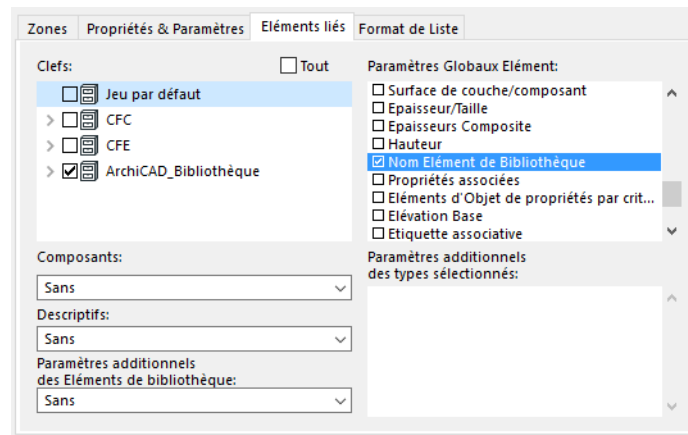 Zones
Propriétés & Paramètres
Eléments liés
Format de Liste
Clefs:
Tout
Jeu par défaut
CFC
CFE
ArchiCAD_Bibliothèque
Composants:
Sans
Descriptifs:
Sans
Paramètres additionnels
des Eléments de bibliothèque:
Sans
Paramètres Globaux Elément:
Surface de couche/composant
Epaisseur/Taille
Epaisseurs Composite
Hauteur
Nom Elément de Bibliothèque
Propriétés associées
Eléments d'Objet de propriétés par crit...
Elévation Base
Etiquette associative
Paramètres additionnels
des types sélectionnés: